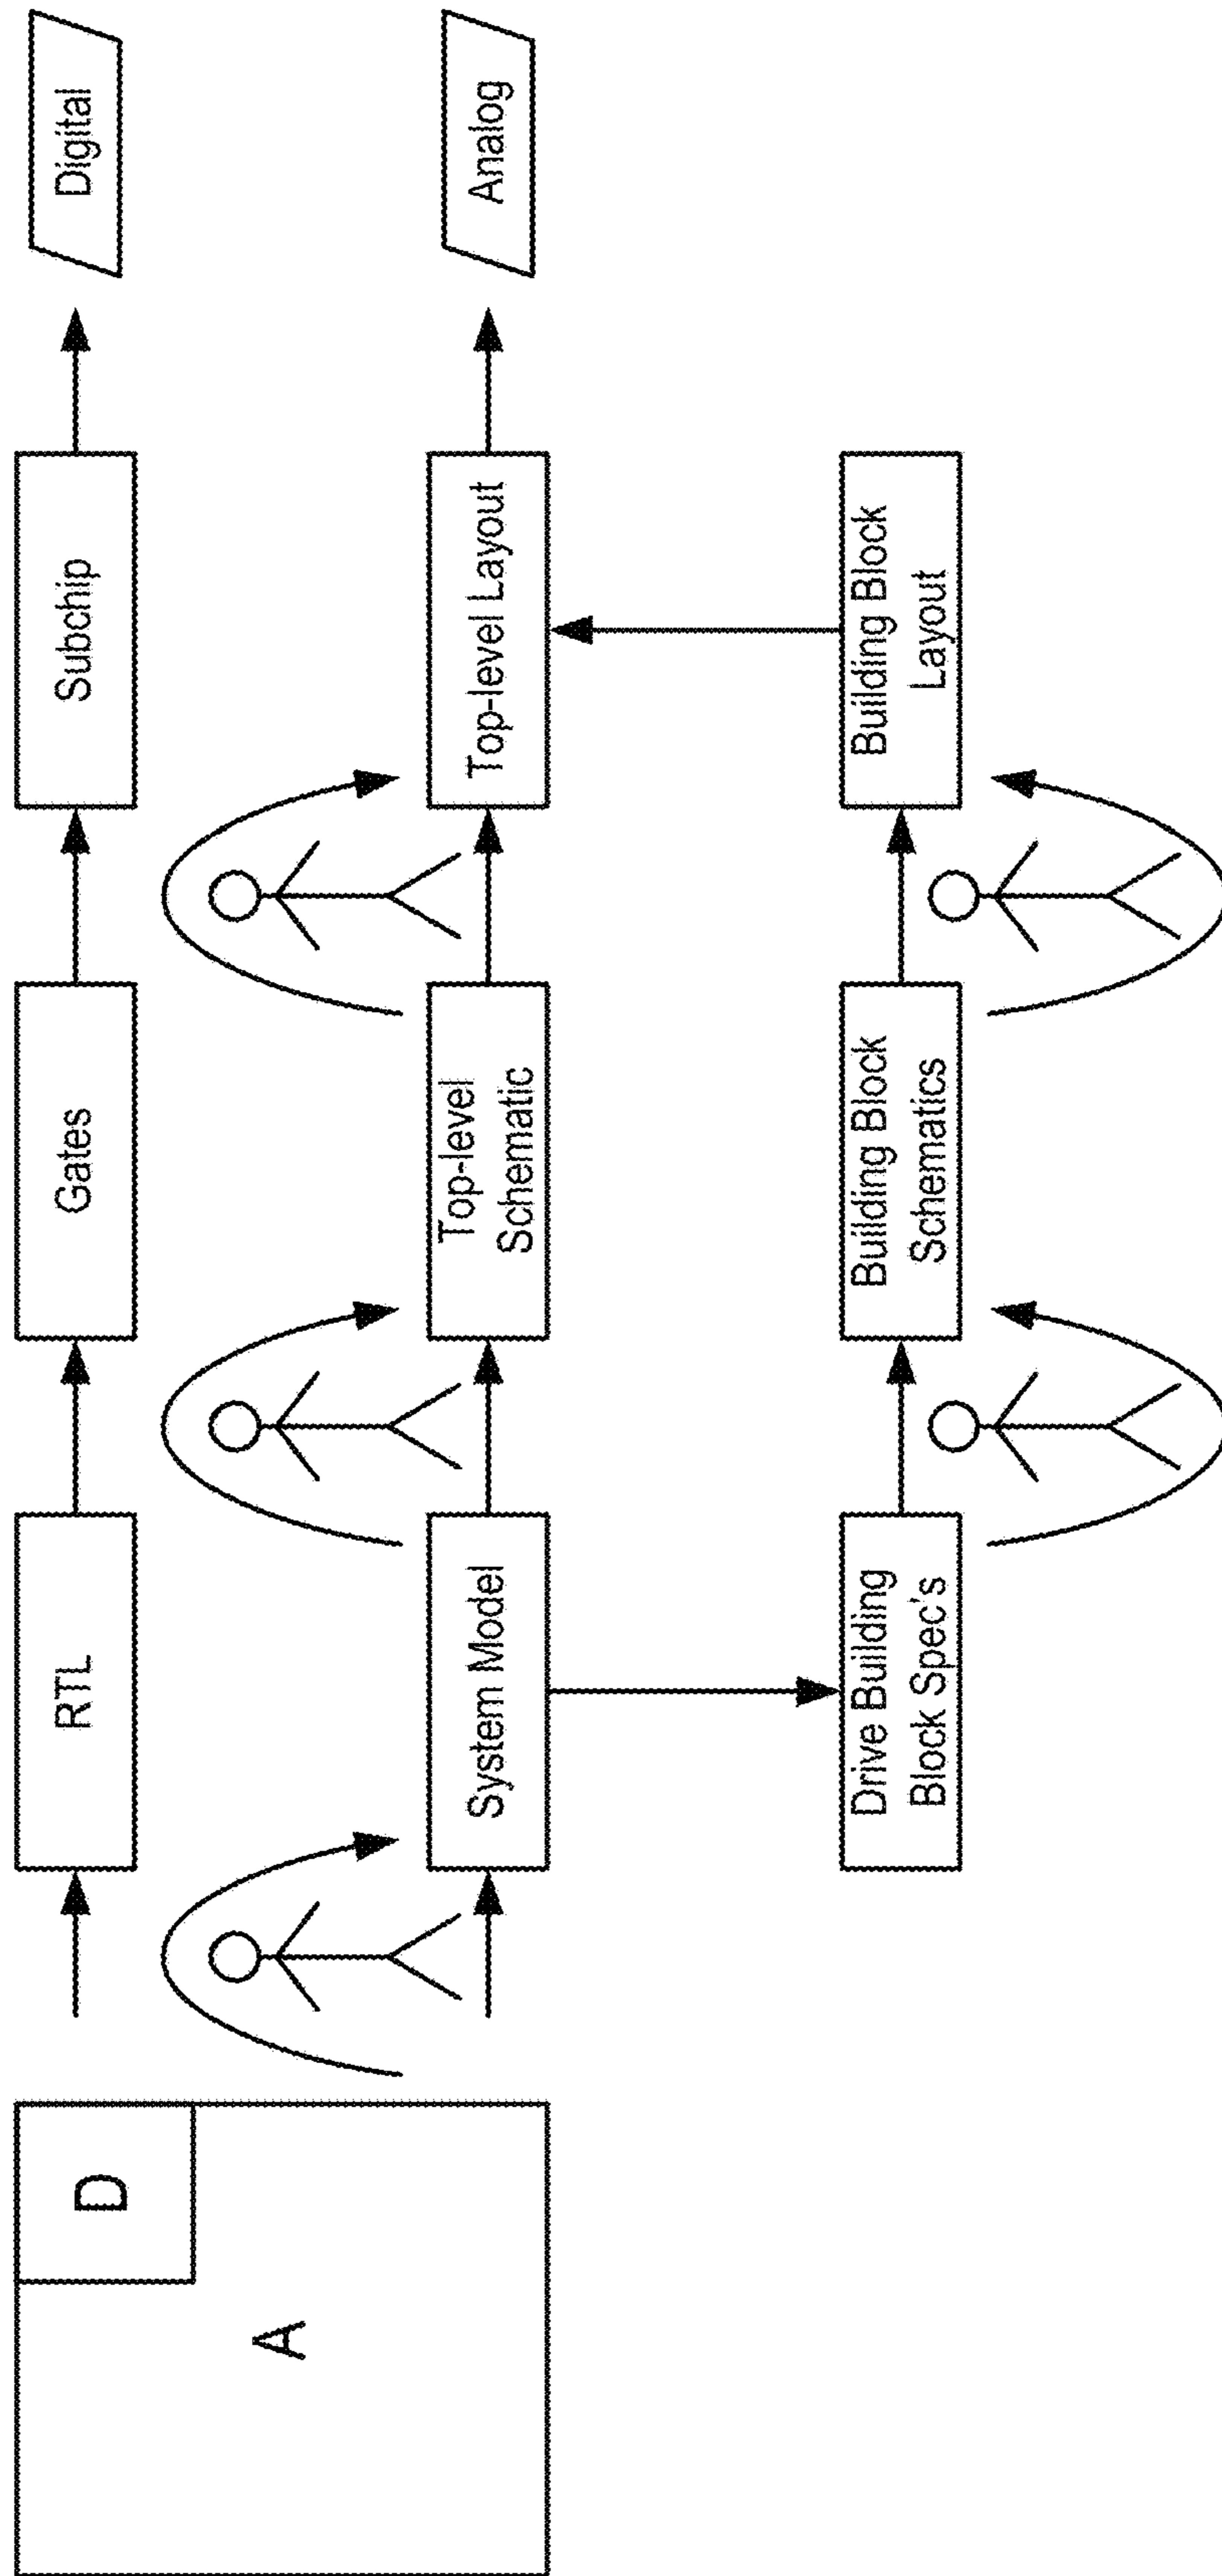 D
A
RTL
Gates
Subchip
Digital
System Model
Top-level
Schematic
Top-level Layout
Analog
Drive Building
Block Spec's
Building Block
Schematics
Building Block
Layout